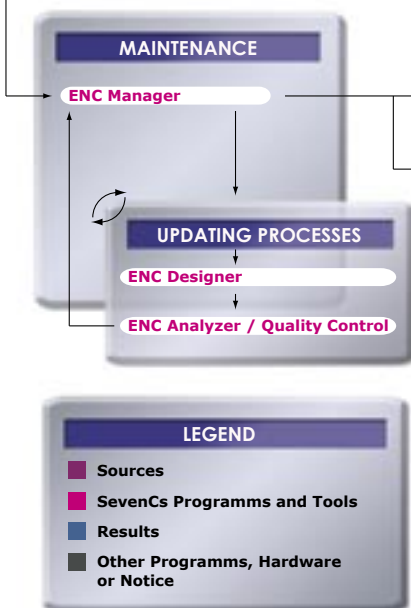 MAINTENANCE
ENC Manager
UPDATING PROCESSES
ENC Designer
ENC Analyzer / Quality Control
LEGEND
Sources
SevenCs Programms and Tools
Results
Other Programms, Hardware
or Notice